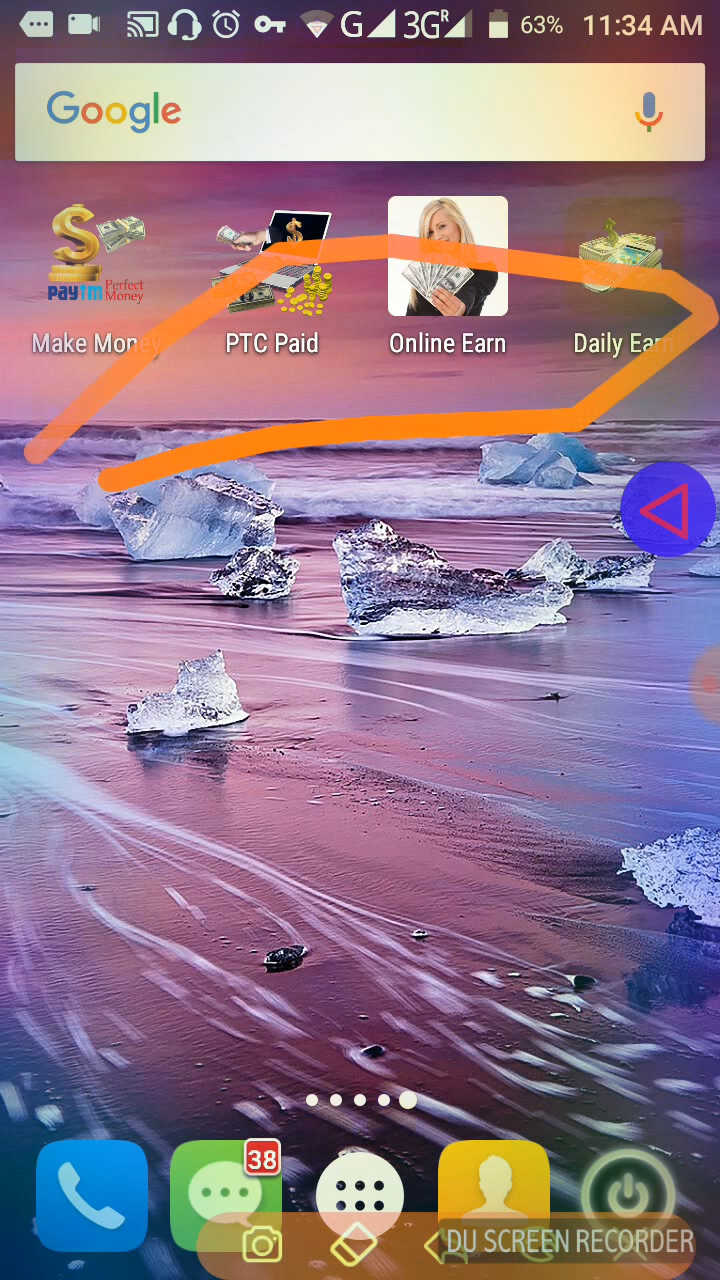 G 3G R 63% 11:34 AM
Google
Paytm Perfect Money
Make Money PTC Paid Online Earn Daily Earn
38
DU SCREEN RECORDER